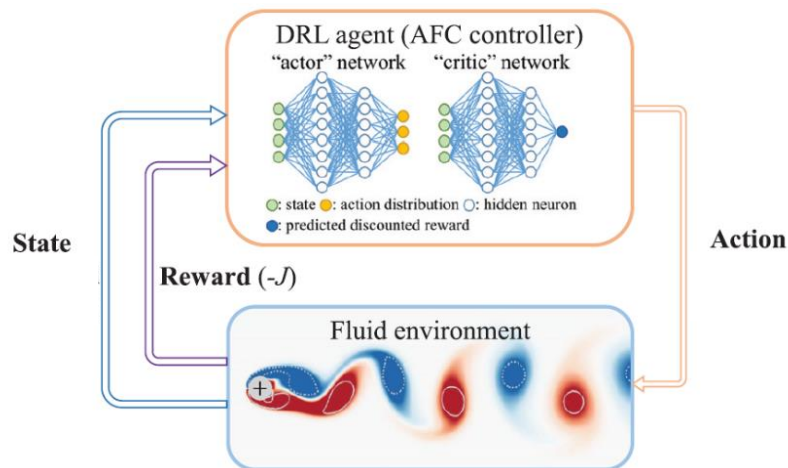 DRL agent (AFC controller)
“actor” network “critic” network
: state : action distribution : hidden neuron
: predicted discounted reward
State
Reward (-J)
Action
Fluid environment
+